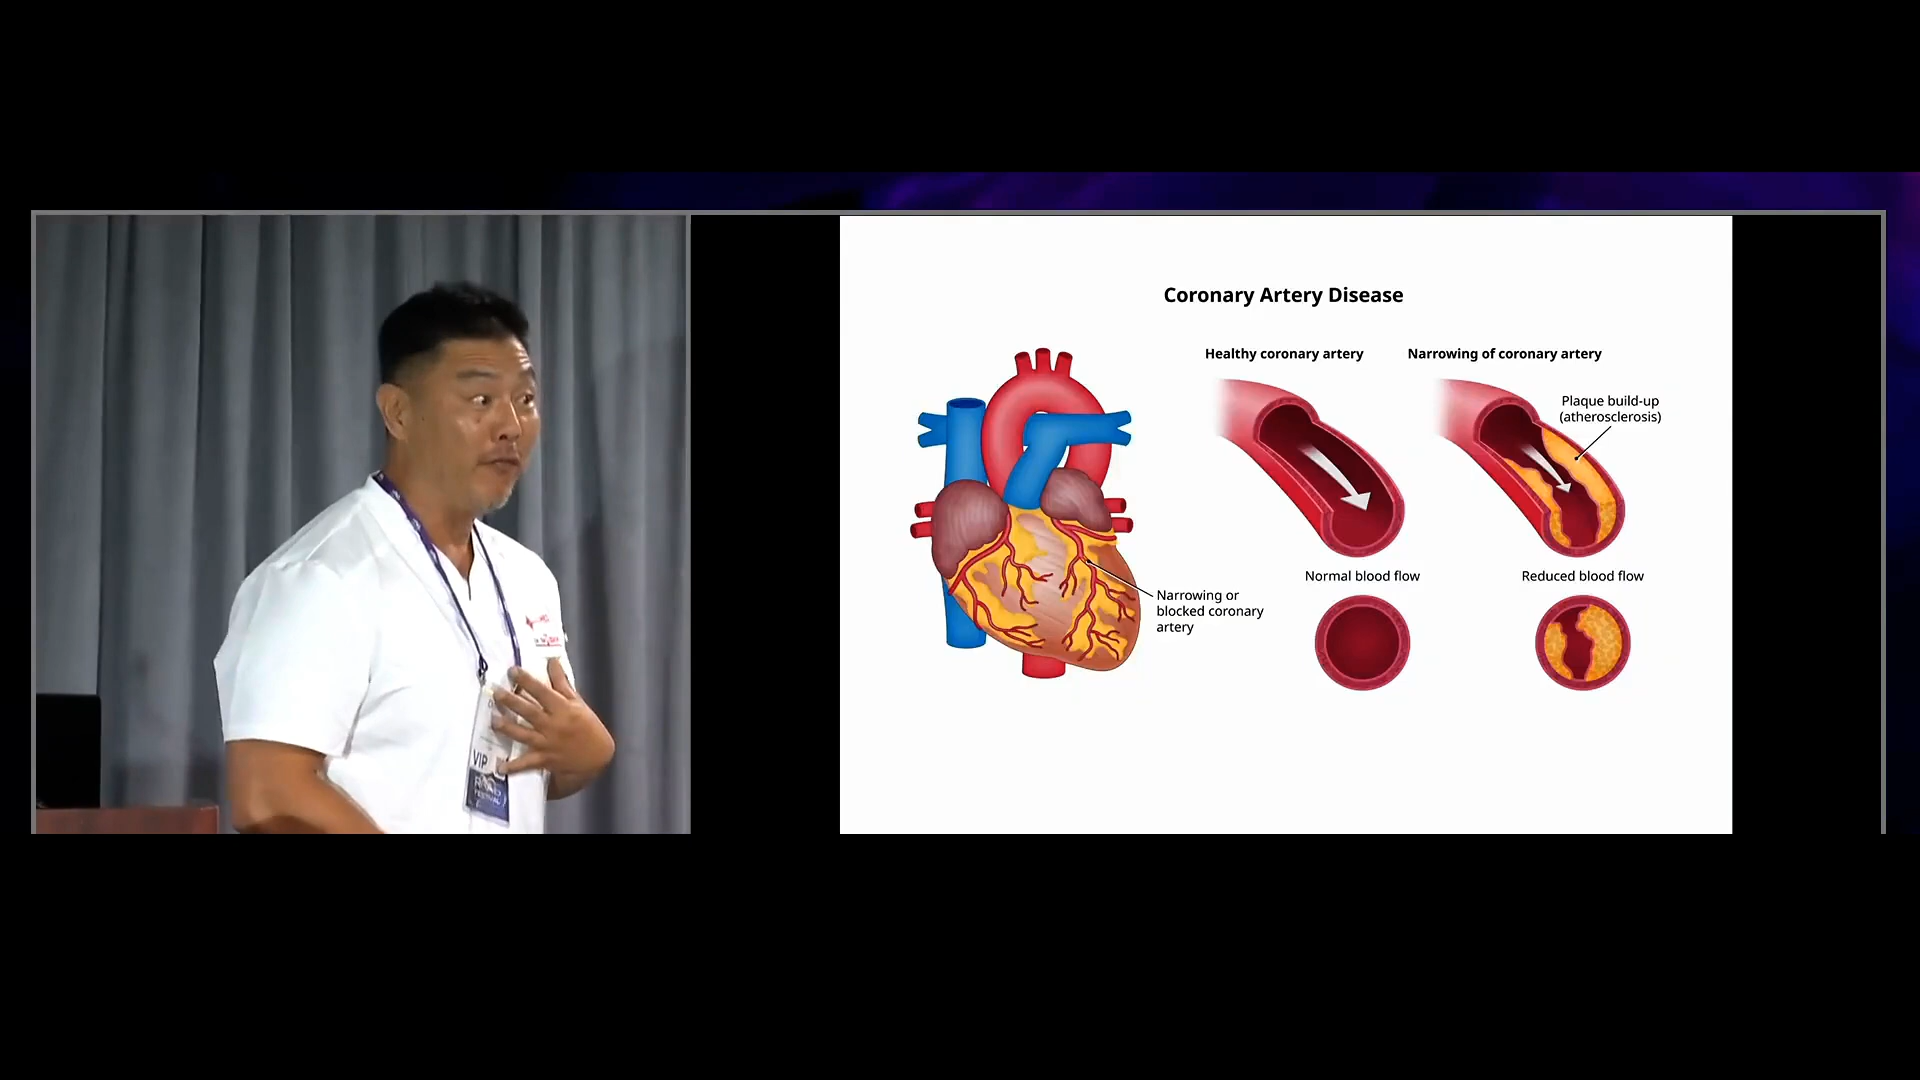 Coronary Artery Disease
Healthy coronary artery
Narrowing of coronary artery
Plaque build-up
(atherosclerosis)
Narrowing or
blocked coronary
artery
Normal blood flow
Reduced blood flow
VIP